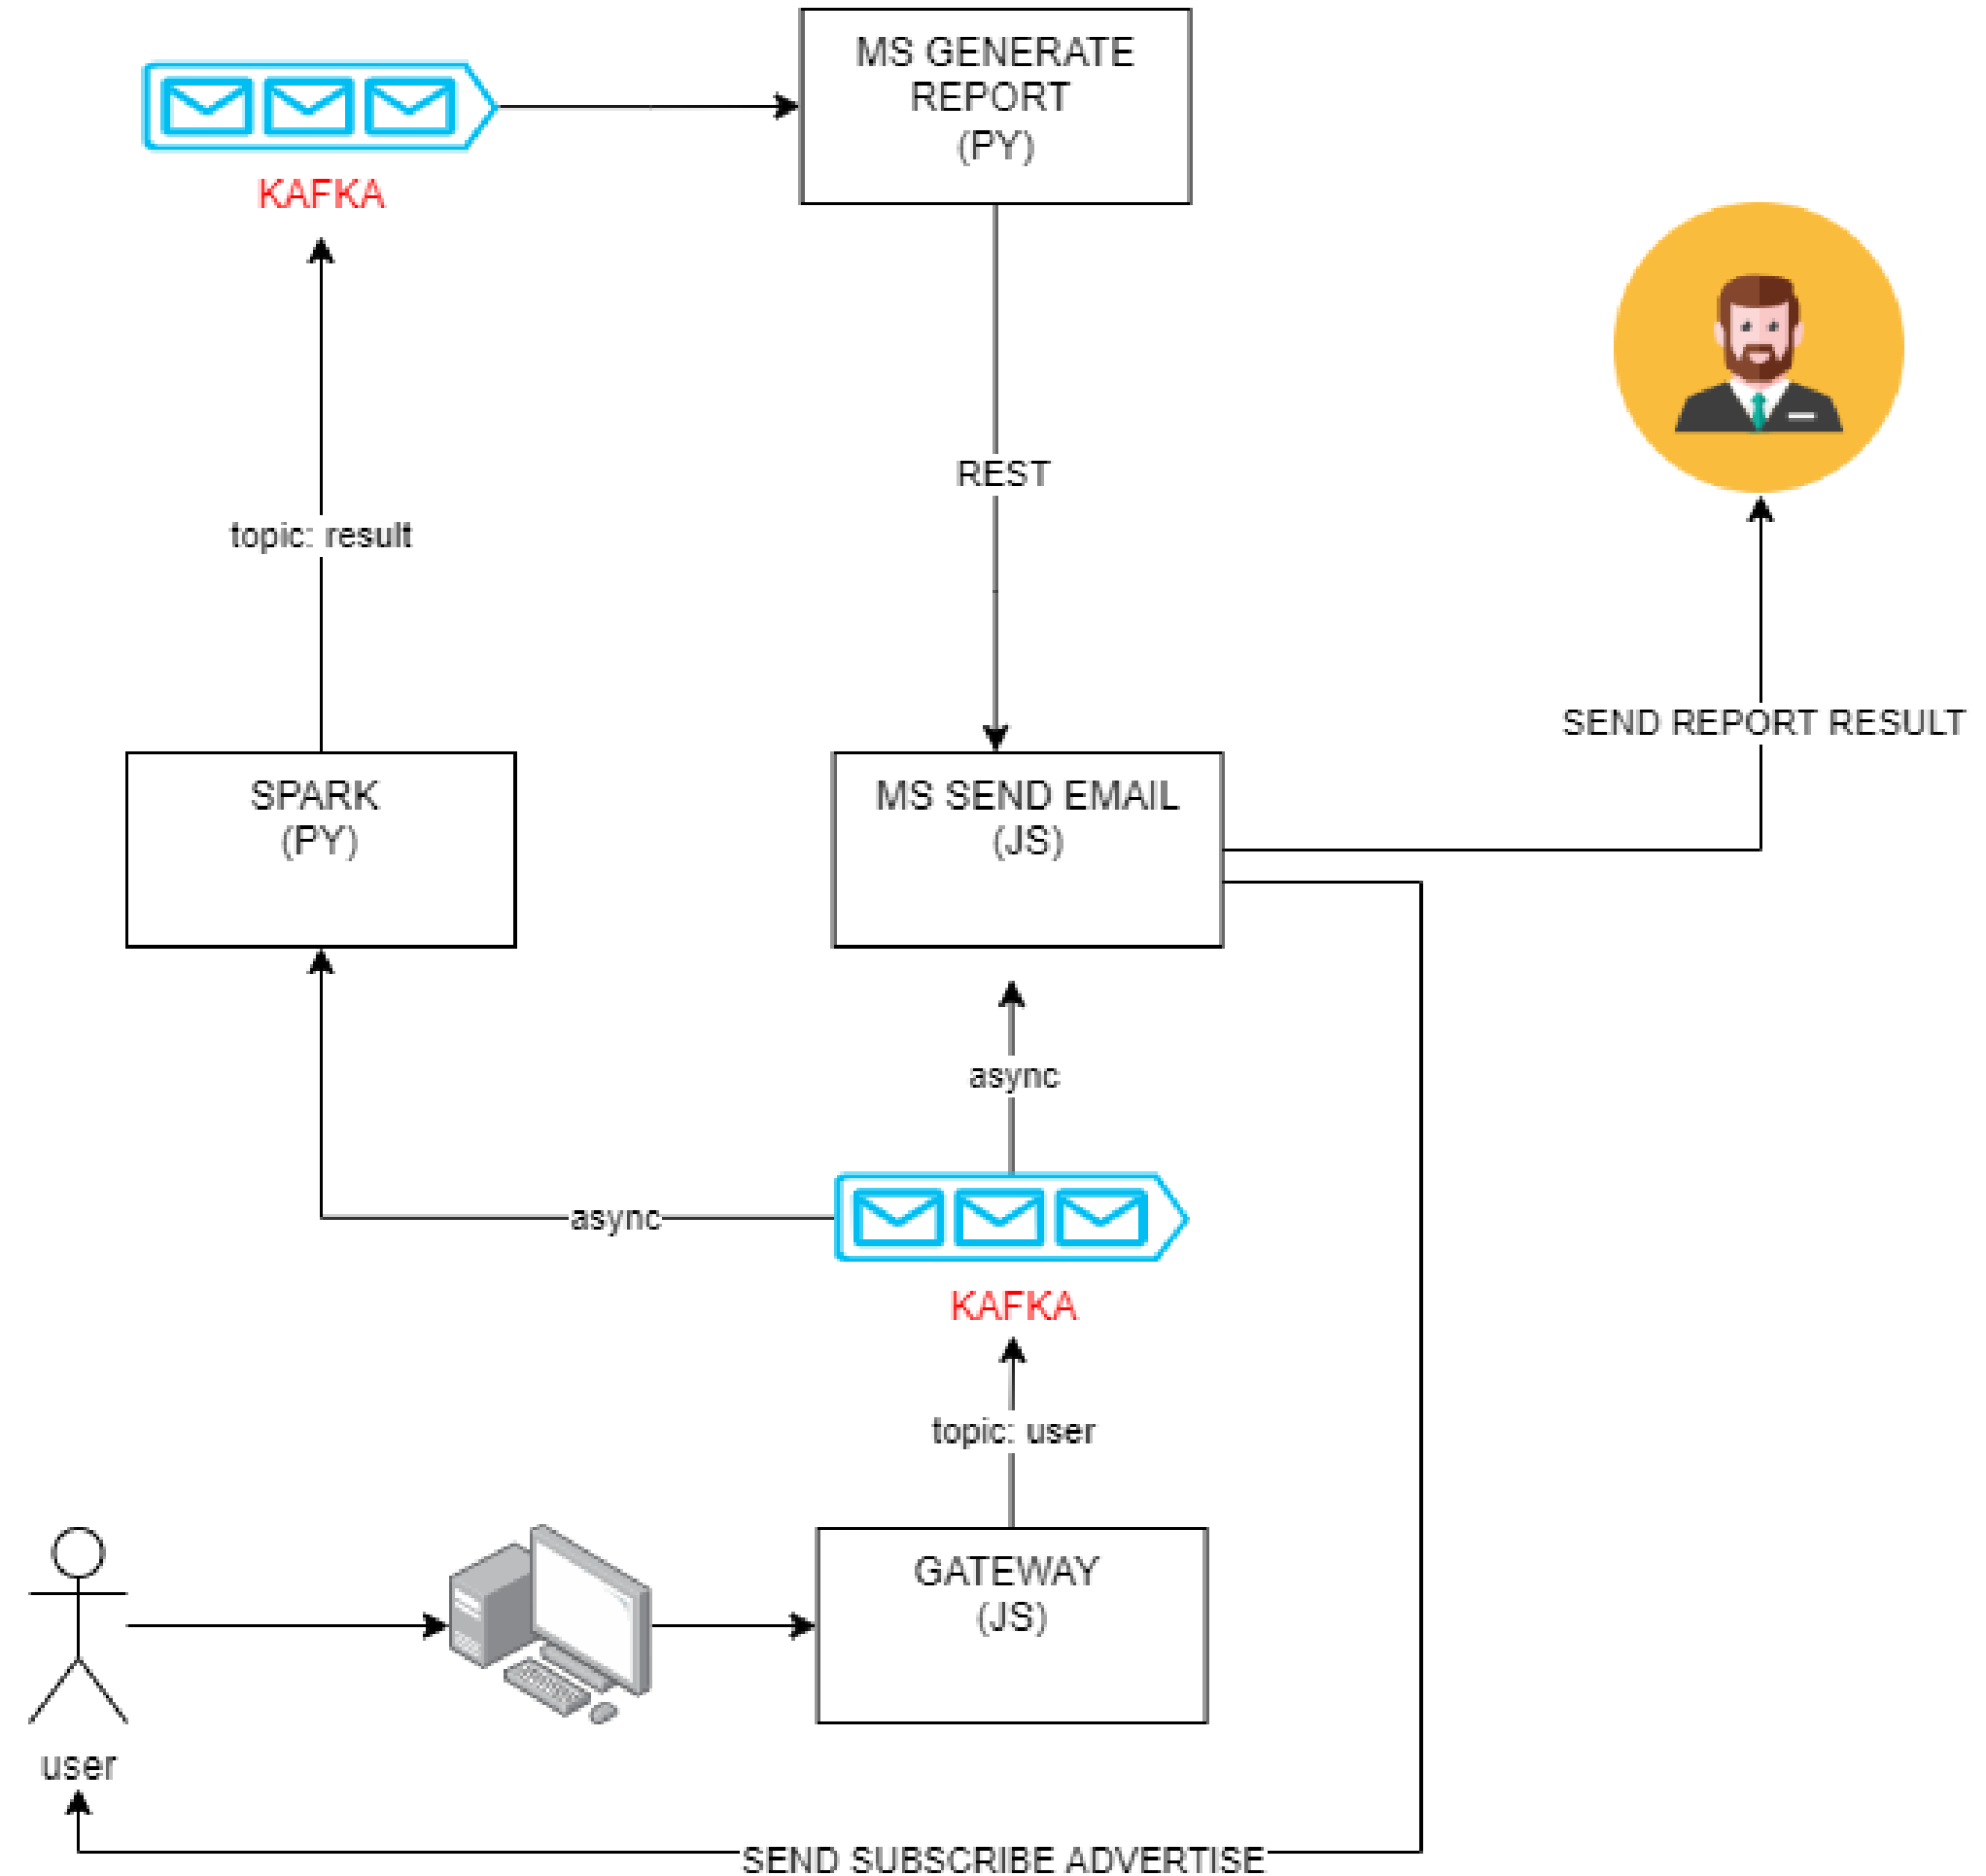 MS GENERATE
REPORT
(PY)
KAFKA
REST
topic: result
SEND REPORT RESULT
SPARK
(PY)
MS SEND EMAIL
(JS)
async
async
KAFKA
topic: user
GATEWAY
(JS)
user
SEND SUBSCRIBE ADVERTISE